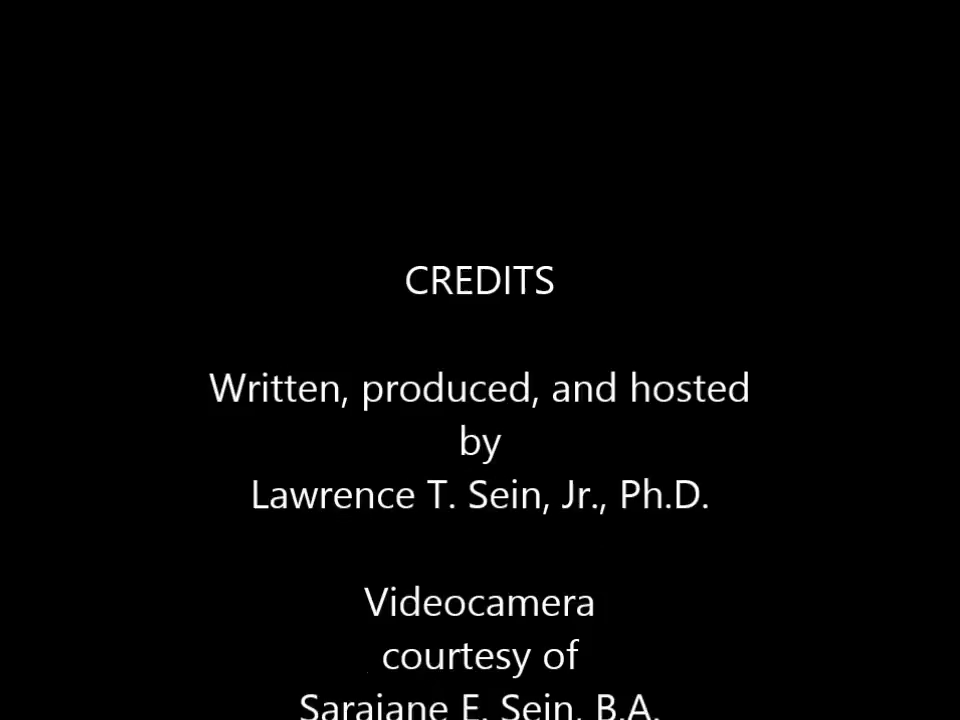 CREDITS
Written, produced, and hosted
by
Lawrence T. Sein, Jr., Ph.D.
Videocamera
courtesy of
Sarajane E. Sein, B.A.